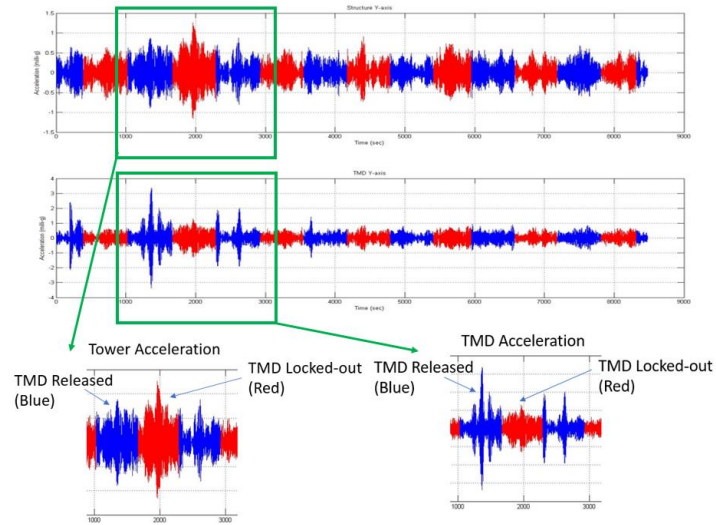 Structure Y-axis
Acceleration (milli-g)
1.5
1
0.5
0
-0.5
-1
-1.5
0 1000 2000 3000 4000 5000 6000 7000 8000 9000
Time (sec)
TMD Y-axis
Acceleration (milli-g)
4
3
2
1
0
-1
-2
-3
-4
0 1000 2000 3000 4000 5000 6000 7000 8000 9000
Time (sec)
Tower Acceleration
TMD Released
(Blue)
TMD Locked-out
(Red)
1000 2000 3000
TMD Acceleration
TMD Released
(Blue)
TMD Locked-out
(Red)
1000 2000 3000